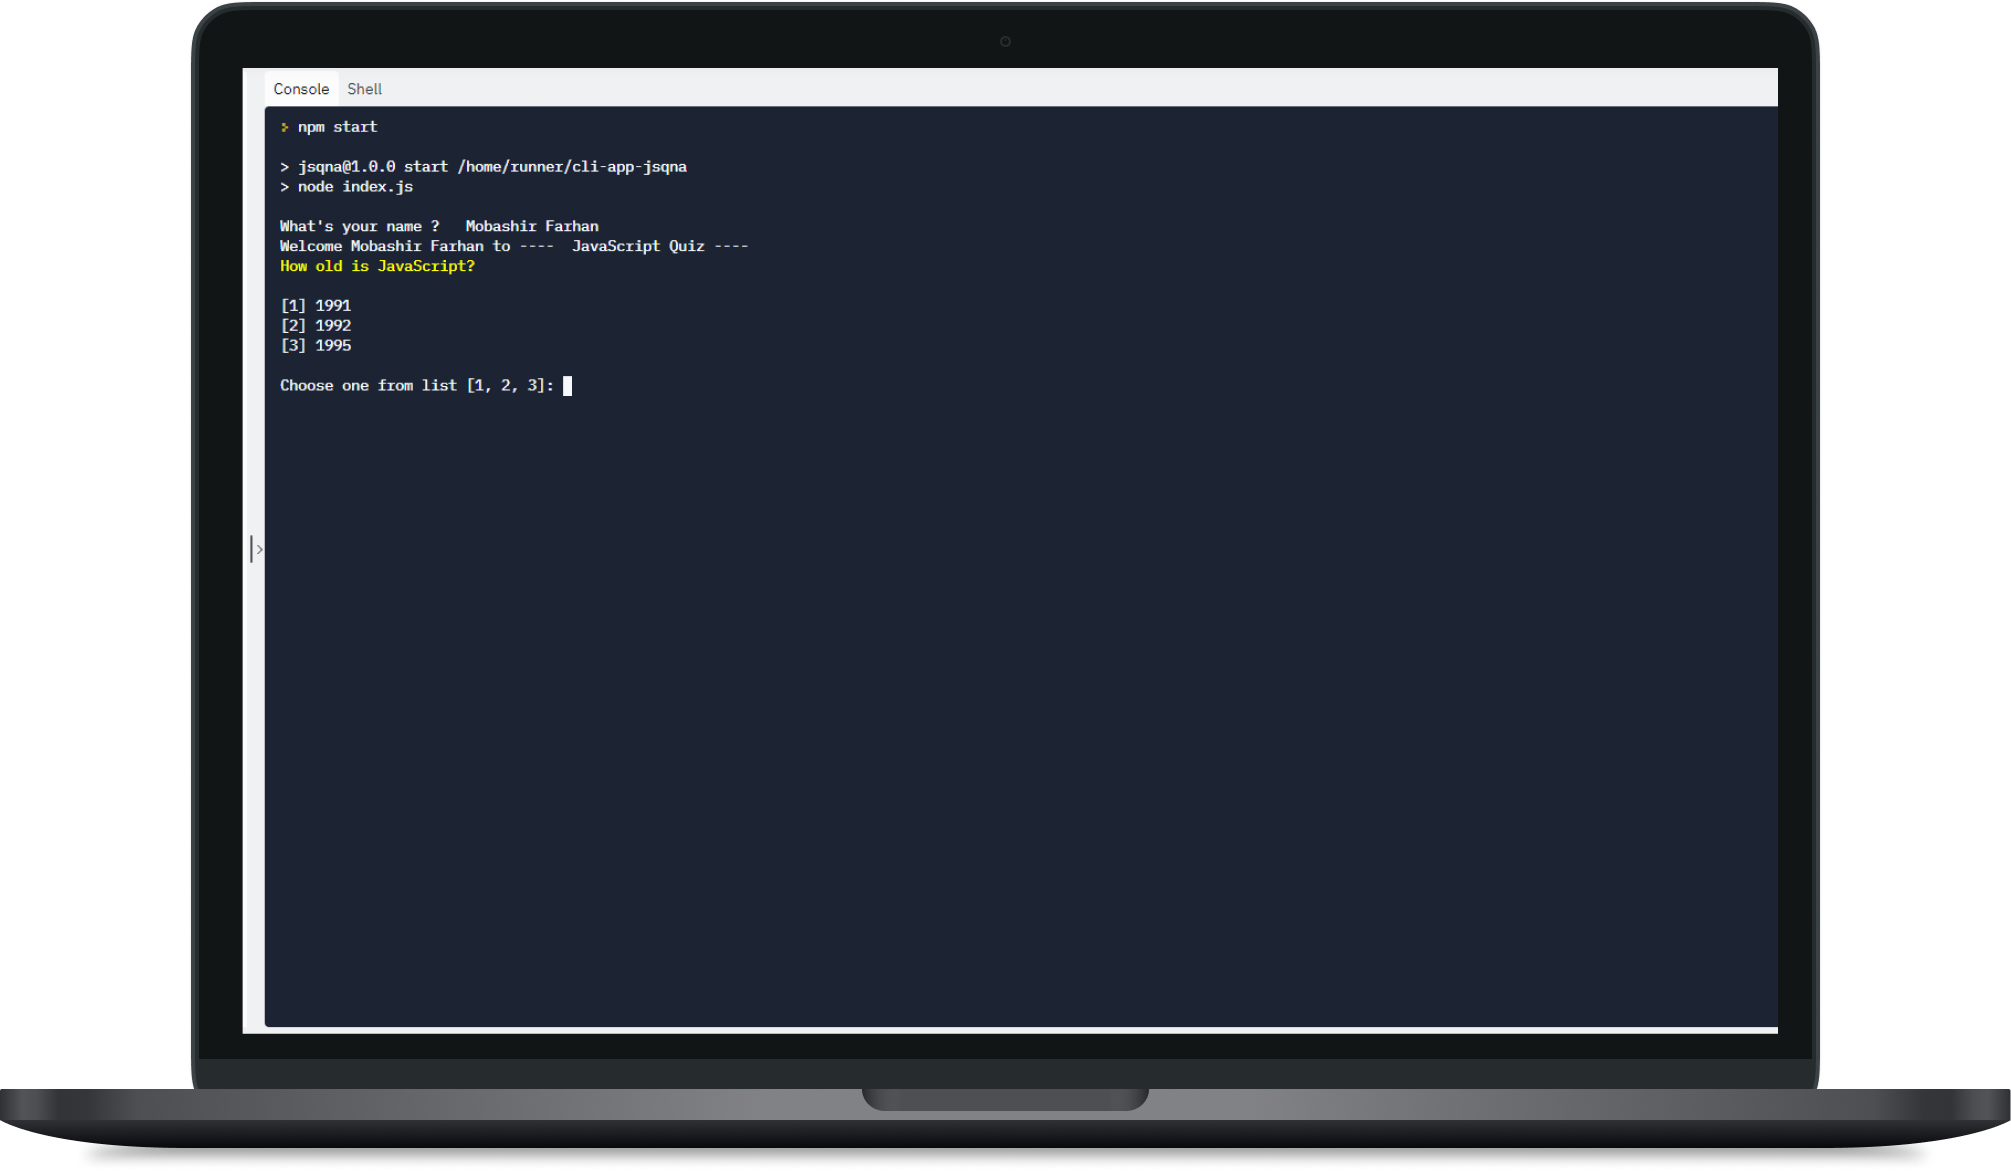 Console Shell
> npm start
> jsqna@1.0.0 start /home/runner/cli-app-jsqna
> node index.js
What's your name ?   Mobashir Farhan
Welcome Mobashir Farhan to ----  JavaScript Quiz ----
How old is JavaScript?
[1] 1991
[2] 1992
[3] 1995
Choose one from list [1, 2, 3]: